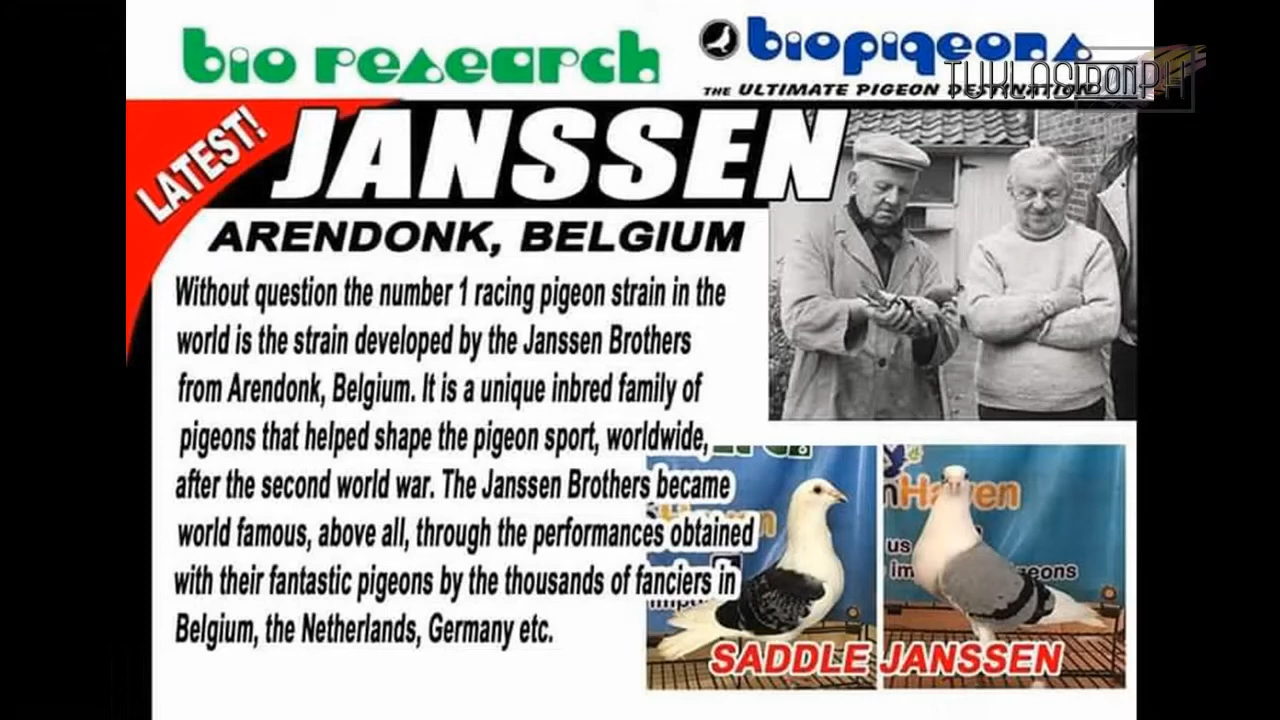 bio research
biopigeons
THE ULTIMATE PIGEON DESTINATION
TUKLASIBONPH
LATEST!
JANSSEN
ARENDONK, BELGIUM
Without question the number 1 racing pigeon strain in the
world is the strain developed by the Janssen Brothers
from Arendonk, Belgium. It is a unique inbred family of
pigeons that helped shape the pigeon sport, worldwide,
after the second world war. The Janssen Brothers became
world famous, above all, through the performances obtained
with their fantastic pigeons by the thousands of fanciers in
Belgium, the Netherlands, Germany etc.
us
SADDLE JANSSEN